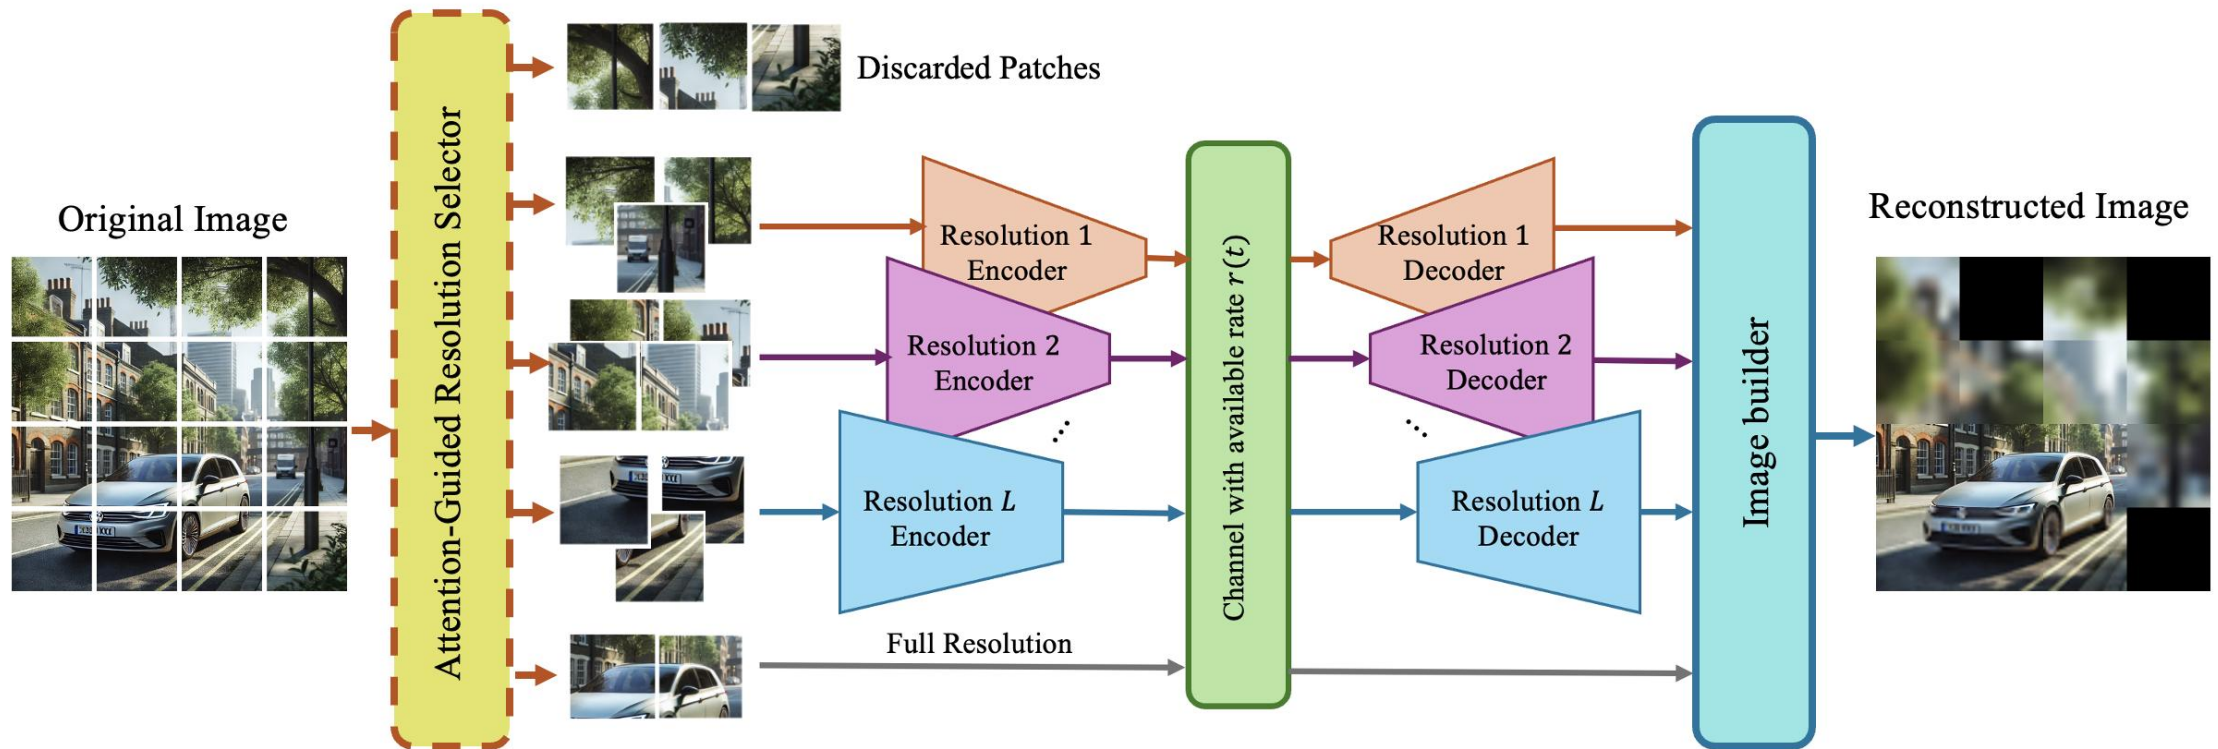 Original Image
Attention-Guided Resolution Selector
Discarded Patches
Resolution 1
Encoder
Resolution 2
Encoder
Resolution L
Encoder
Full Resolution
Channel with available rate r(t)
Resolution 1
Decoder
Resolution 2
Decoder
Resolution L
Decoder
Image builder
Reconstructed Image